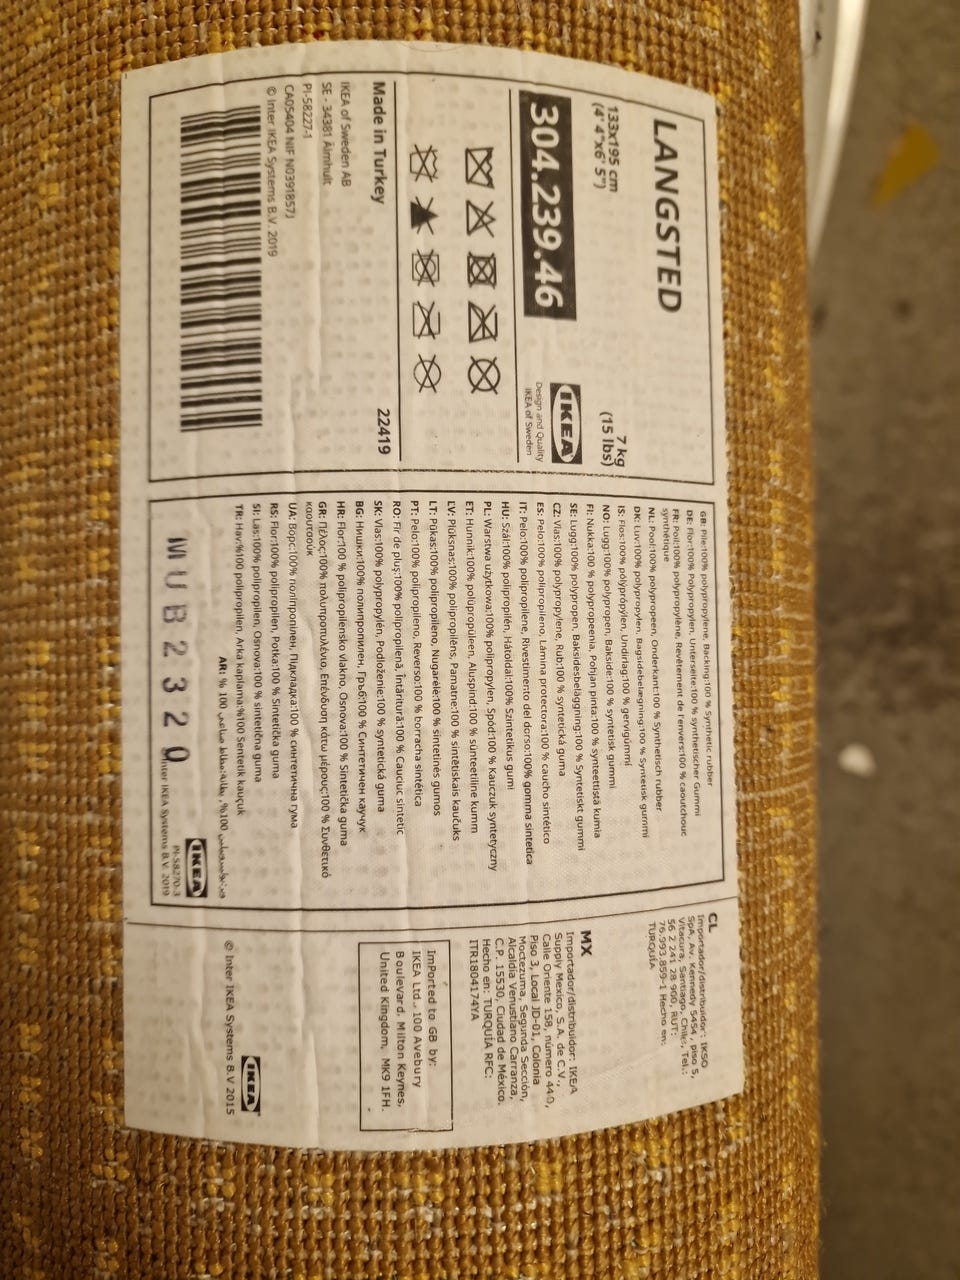 LANGSTED
133x195 cm
(4' 4"x6' 5")
7 kg
(15 lbs)
304.239.46
IKEA
Design and Quality
IKEA of Sweden
Made in Turkey
22419
IKEA of Sweden AB
SE - 34381 Älmhult
PI-58227-1
CA05404 NIF N0391857J
© Inter IKEA Systems B.V. 2019
GB: Pile:100% polypropylene, Backing:100 % Synthetic rubber
DE: Flor:100% Polypropylen, Unterseite:100 % synthetischer Gummi
FR: Poil:100% polypropylène, Revêtement de l'envers:100 % caoutchouc
synthétique
NL: Pool:100% polypropeen, Onderkant:100 % Synthetisch rubber
DK: Luv:100% polypropylen, Bagsidebelægning:100 % Syntetisk gummi
IS: Flos:100% pólýprópýlen, Undirlag:100 % gervigúmmí
NO: Lugg:100% polypropen, Bakside:100 % syntetisk gummi
FI: Nukka:100 % polypropeenia, Pohjan pinta:100 % synteettistä kumia
SE: Lugg:100% polypropen, Baksidesbeläggning:100 % Syntetiskt gummi
CZ: Vlas:100% polypropylene, Rub:100 % syntetická guma
ES: Pelo:100% polipropileno, Lámina protectora:100% caucho sintético
IT: Pelo:100% polipropilene, Rivestimento del dorso:100% gomma sintetica
HU: Szál:100% polipropilén, Hátoldal:100% Szintetikus gumi
PL: Warstwa użytkowa:100% polipropylen, Spód:100 % Kauczuk syntetyczny
ET: Hunnik:100% polüpropüleen, Aluspind:100 % sünteetiline kumm
LV: Plūksnas:100% polipropilēns, Pamatne:100 % sintētiskais kaučuks
LT: Pūkas:100% polipropileno, Nugarėlė:100 % sintetinės gumos
PT: Pelo:100% polipropileno, Reverso:100 % borracha sintética
RO: Fir de pluş:100% polipropilenă, Întăritură:100 % Cauciuc sintetic
SK: Vlas:100% polypropylén, Podloženie:100 % syntetická guma
BG: Нишки:100% полипропилен, Гръб:100 % Синтетичен каучук
HR: Flor:100 % polipropilensko vlakno, Osnova:100 % Sintetička guma
GR: Πέλος:100% πολυπροπυλένιο, Επένδυση κάτω μέρους:100 % Συνθετικό
καουτσούκ
UA: Ворс:100% поліпропілен, Підкладка:100 % синтетична гума
RS: Flor:100% polipropilen, Potka:100 % Sintetička guma
SI: Las:100% polipropilen, Osnova:100 % sintetična guma
TR: Hav:%100 polipropilen, Arka kaplama:%100 Sentetik kauçuk
AR: % 100
MUB2320
IKEA
PI-58270-3
Inter IKEA Systems B.V. 2019
CL
Importador/distribuidor : IKSO
SpA, Av. Kennedy 5454 , piso 5,
Vitacura, Santiago, Chile, Tel.:
56 2 241 28 900, RUT:
76.993.859-1 Hecho en:
TURQUÍA
MX
Importador/distribuidor: IKEA
Supply Mexico, S.A. de C.V.,
Calle Oriente 158, número 440,
Piso 3, Local JD-01, Colonia
Moctezuma, Segunda Sección,
Alcaldía Venustiano Carranza,
C.P. 15530, Ciudad de México.
Hecho en: TURQUÍA RFC:
ITR1804174YA
ImPorted to GB by:
IKEA Ltd., 100 Avebury
Boulevard, Milton Keynes,
United Kingdom, MK9 1FH.
IKEA
© Inter IKEA Systems B.V 2015